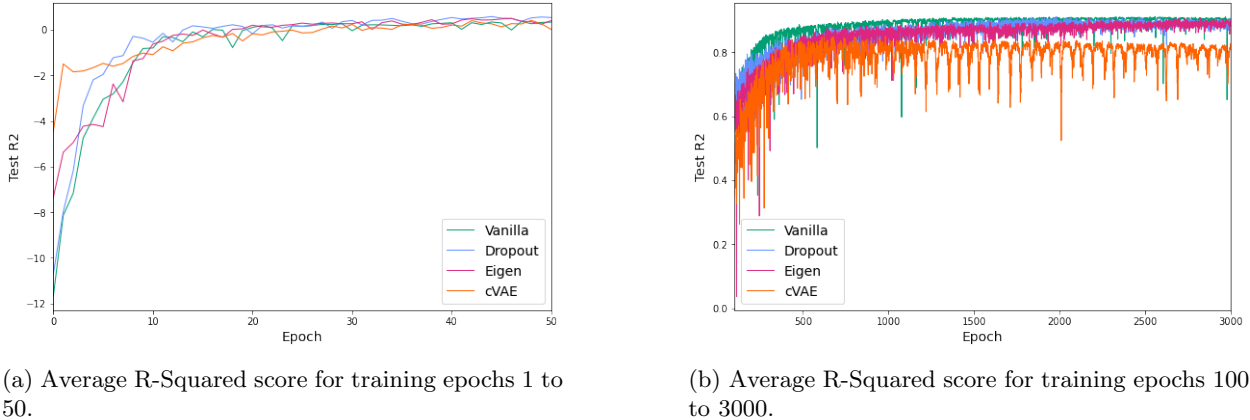 0
−2
−4
−6
−8
−10
−12
Test R2
0
10
20
30
40
50
Epoch
Vanilla
Dropout
Eigen
cVAE
(a) Average R-Squared score for training epochs 1 to
50.
0.8
0.6
0.4
0.2
0.0
Test R2
500
1000
1500
2000
2500
3000
Epoch
Vanilla
Dropout
Eigen
cVAE
(b) Average R-Squared score for training epochs 100
to 3000.